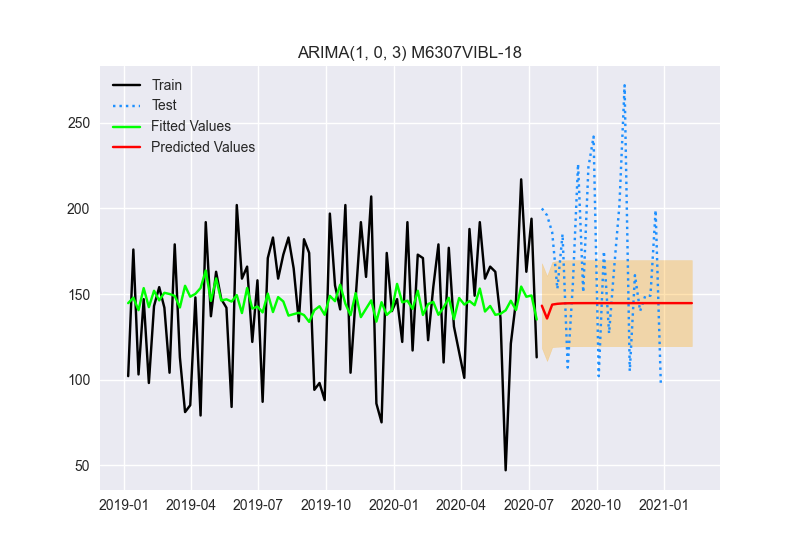 ARIMA(1, 0, 3) M6307VIBL-18
Train
Test
Fitted Values
Predicted Values
250
200
150
100
50
2019-01 2019-04 2019-07 2019-10 2020-01 2020-04 2020-07 2020-10 2021-01